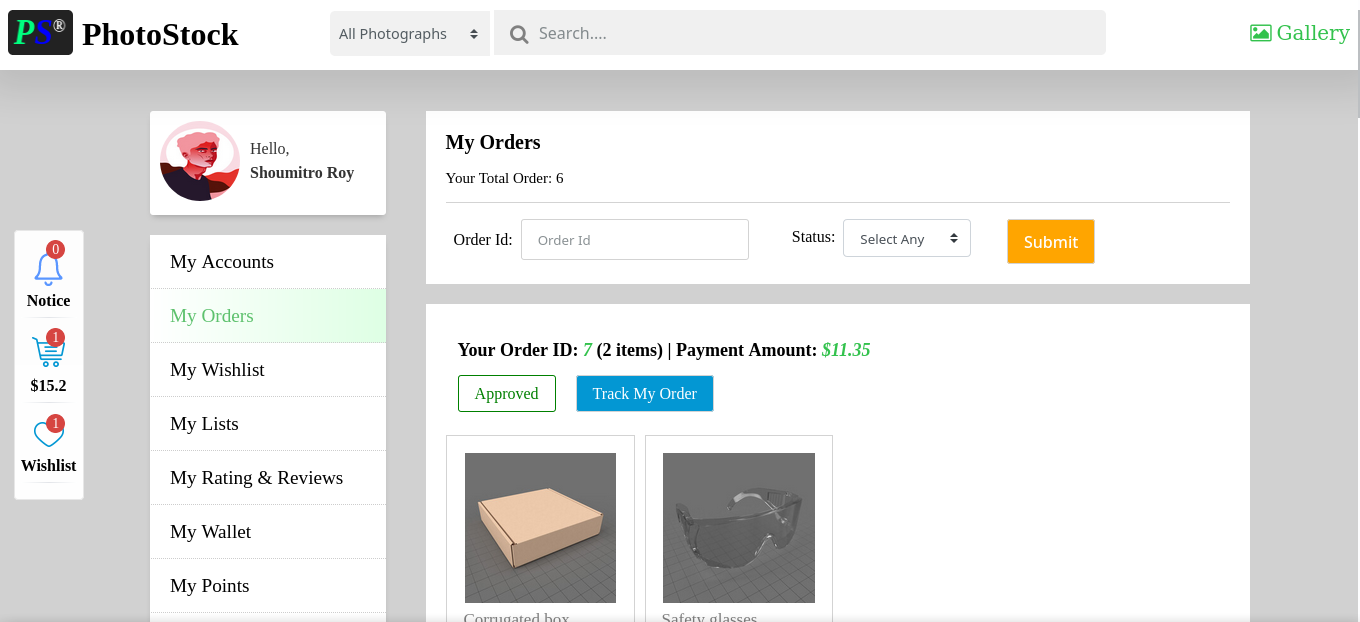 PS® PhotoStock
All Photographs
Search....
Gallery
Hello,
Shoumitro Roy
0
Notice
1
$15.2
1
Wishlist
My Accounts
My Orders
My Wishlist
My Lists
My Rating & Reviews
My Wallet
My Points
My Orders
Your Total Order: 6
Order Id: Order Id
Status: Select Any
Submit
Your Order ID: 7 (2 items) | Payment Amount: $11.35
Approved
Track My Order
Corrugated box
Safety glasses